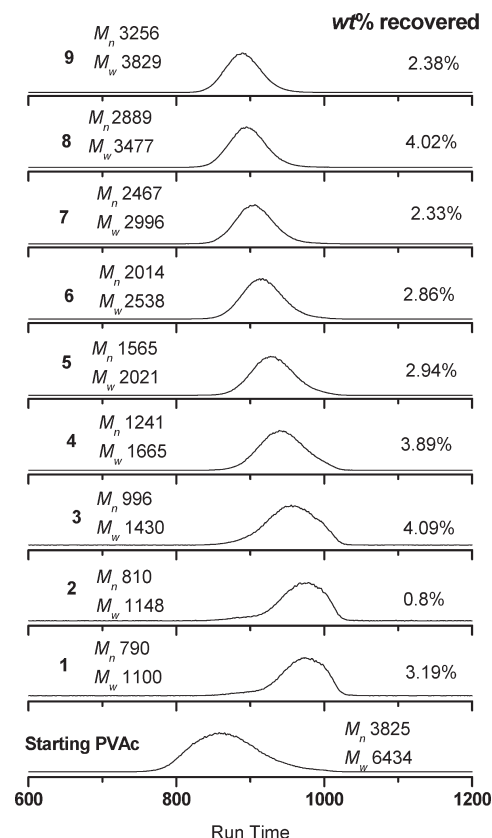 wt% recovered
9 Mn 3256
Mw 3829 2.38%
8 Mn 2889
Mw 3477 4.02%
7 Mn 2467
Mw 2996 2.33%
6 Mn 2014
Mw 2538 2.86%
5 Mn 1565
Mw 2021 2.94%
4 Mn 1241
Mw 1665 3.89%
3 Mn 996
Mw 1430 4.09%
2 Mn 810
Mw 1148 0.8%
1 Mn 790
Mw 1100 3.19%
Starting PVAc Mn 3825
Mw 6434
600 800 1000 1200
Run Time